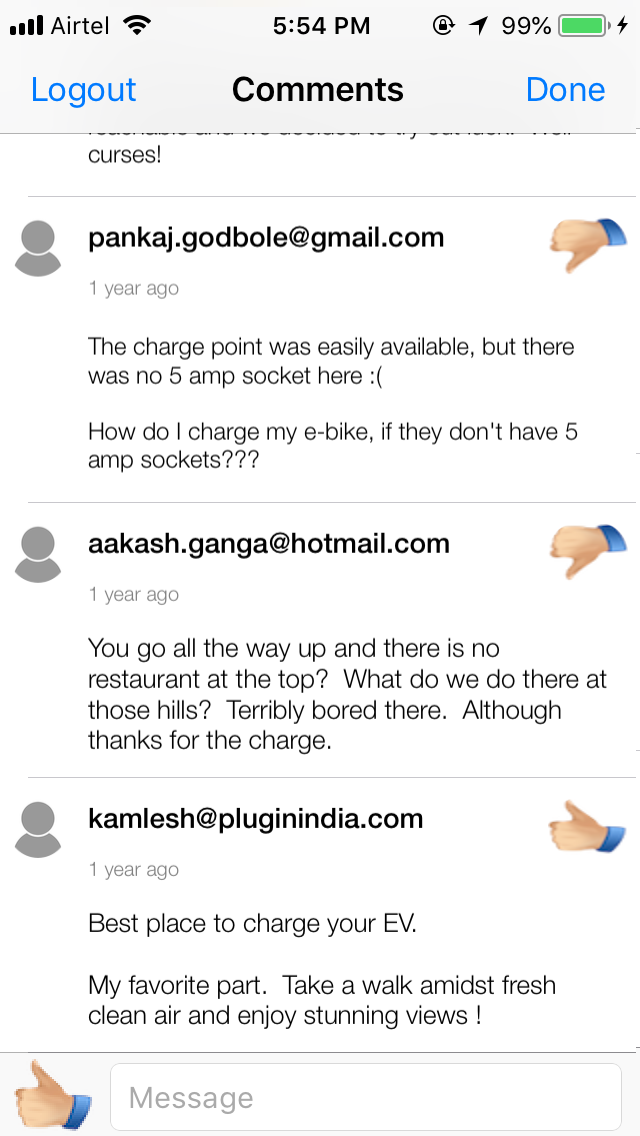 Airtel 5:54 PM 99%
Logout Comments Done
curses!
pankaj.godbole@gmail.com
1 year ago
The charge point was easily available, but there
was no 5 amp socket here :(
How do I charge my e-bike, if they don't have 5
amp sockets???
aakash.ganga@hotmail.com
1 year ago
You go all the way up and there is no
restaurant at the top?  What do we do there at
those hills?  Terribly bored there.  Although
thanks for the charge.
kamlesh@pluginindia.com
1 year ago
Best place to charge your EV.
My favorite part.  Take a walk amidst fresh
clean air and enjoy stunning views !
Message